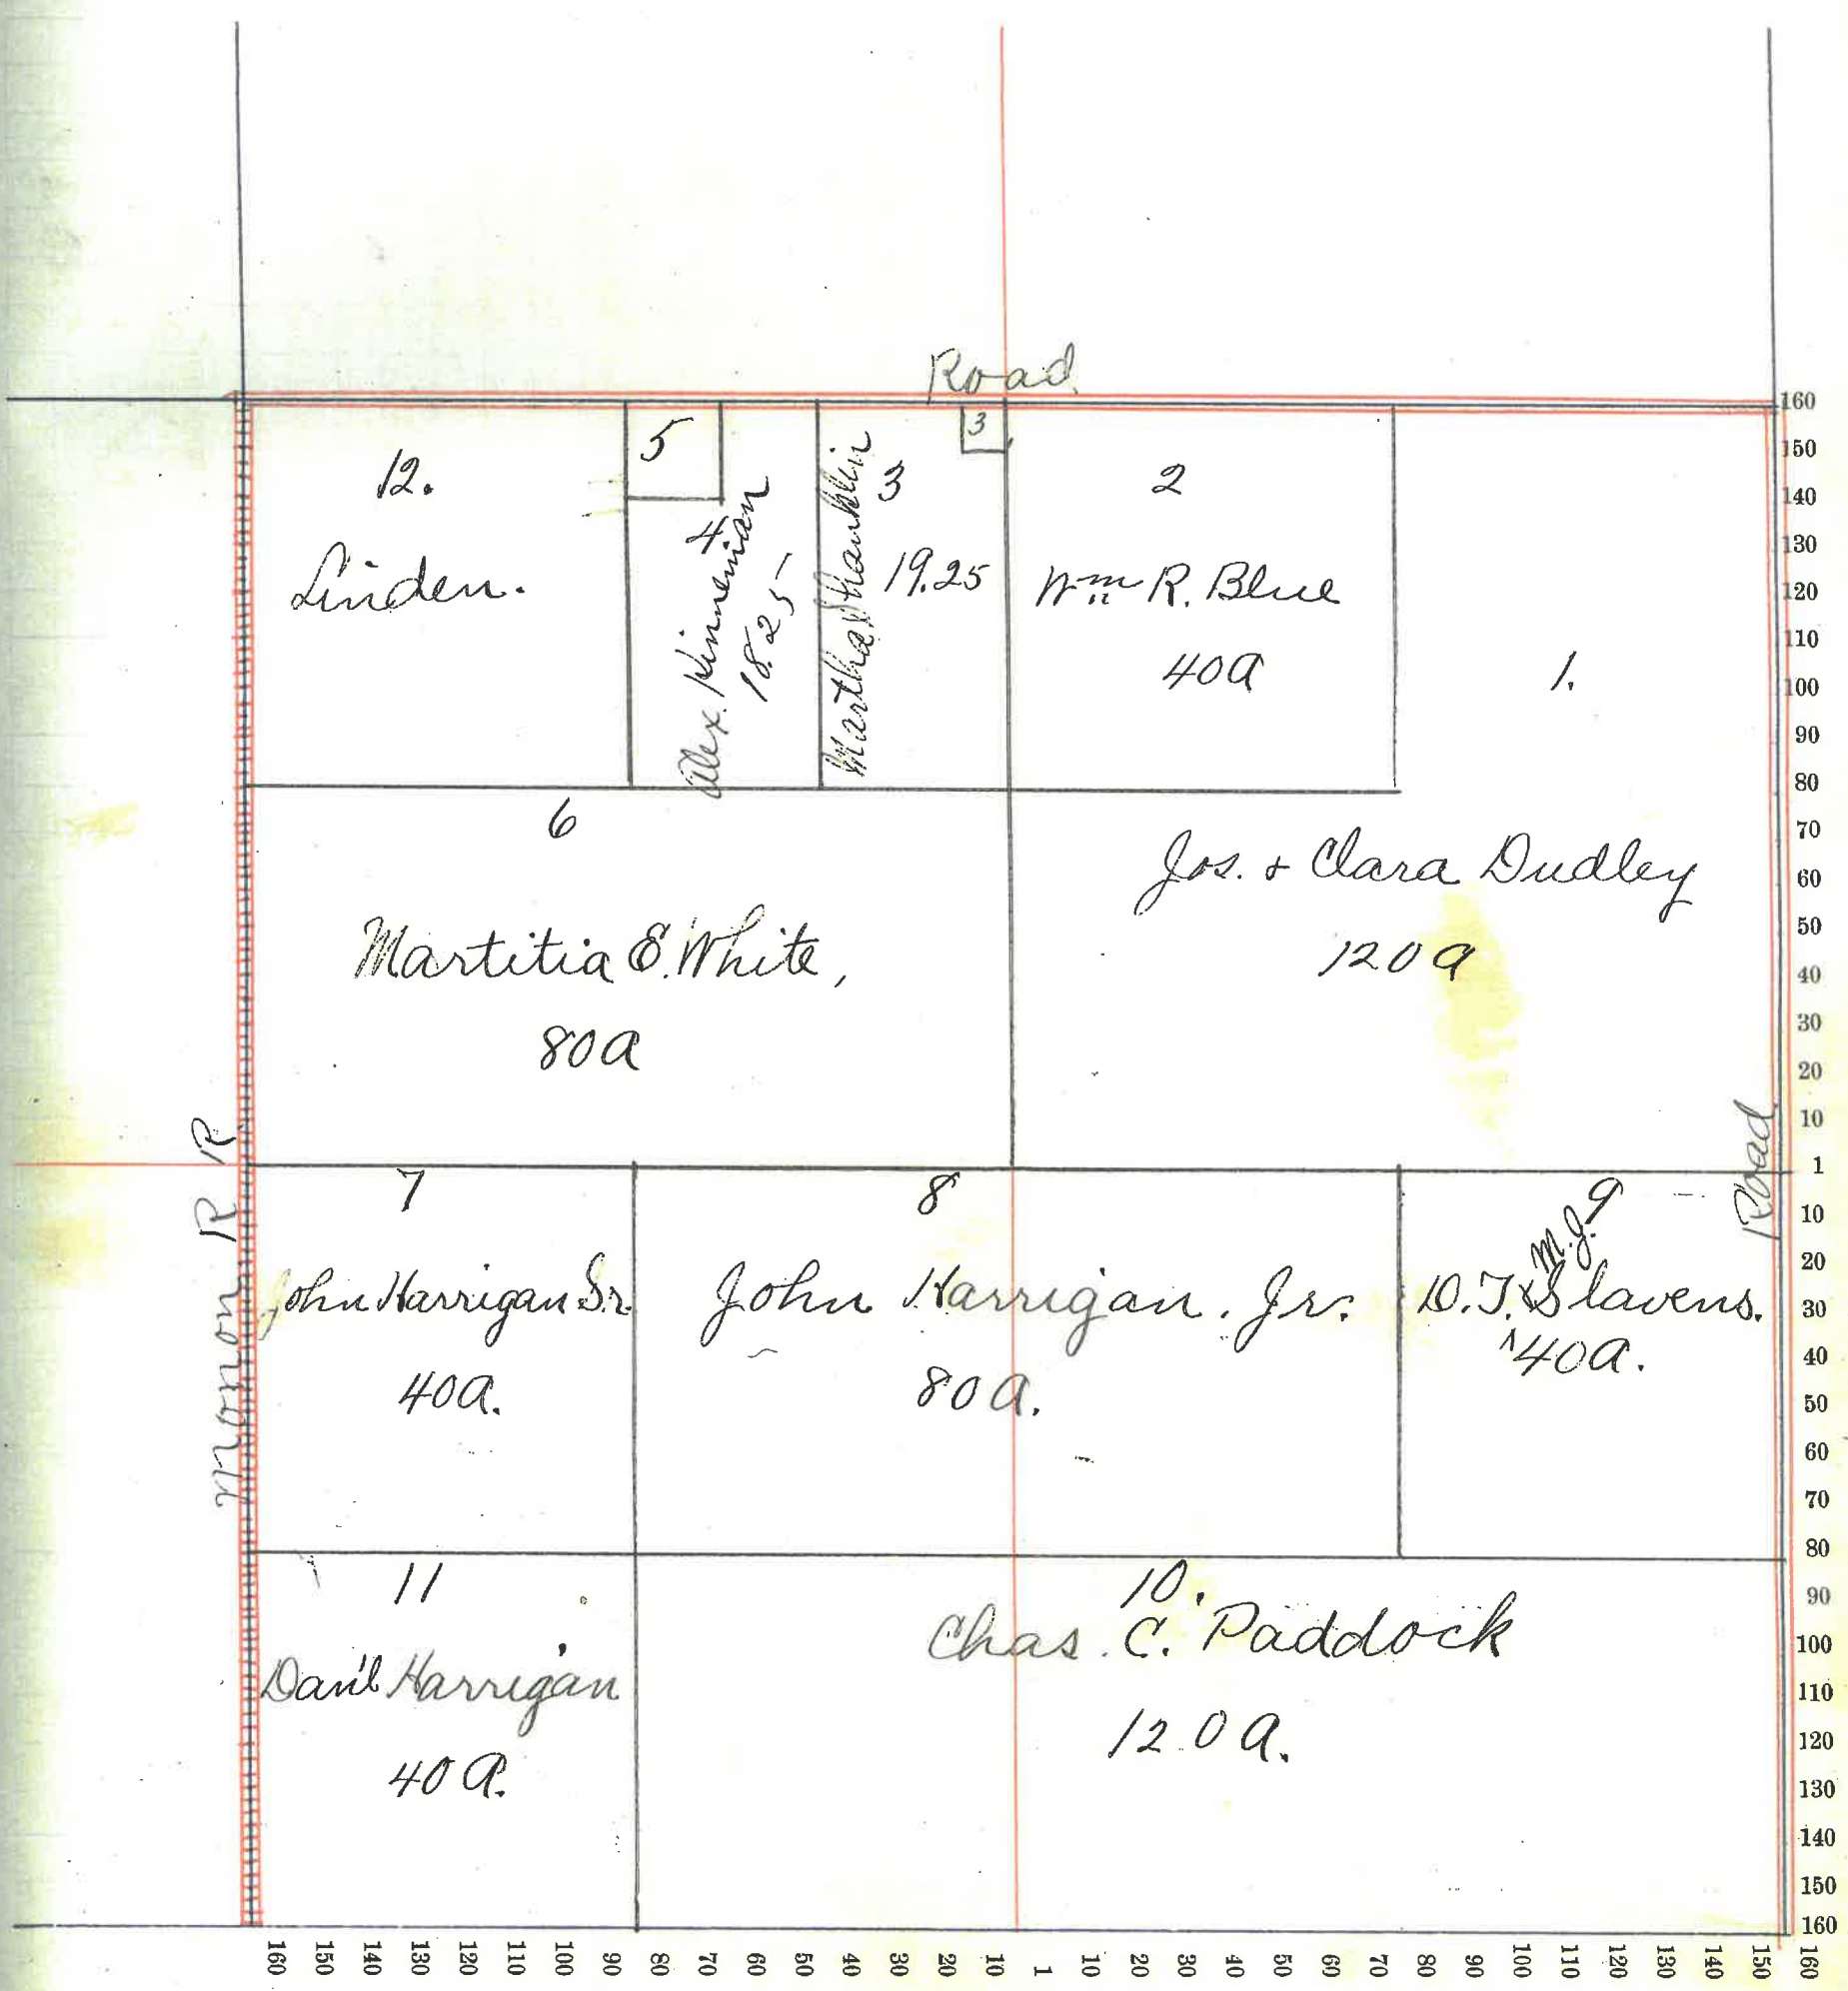 Road
12.
Linden.
5
4
Alex. Kinneman
18.25
3
3
Martha Shanklin
19.25
2
Wm R. Blue
40A
1.
Jos. & Clara Dudley
120A
6
Martitia E. White,
80A
Monon R R
Road
7
John Harrigan Sr.
40A.
8
John Harrigan. Jr.
80A.
9
M.J.
D.T. & Slavens.
40A.
11
Dan'l Harrigan
40A.
10.
Chas. C. Paddock
120A.
160
150
140
130
120
110
100
90
80
70
60
50
40
30
20
10
1
10
20
30
40
50
60
70
80
90
100
110
120
130
140
150
160
160 150 140 130 120 110 100 90 80 70 60 50 40 30 20 10 1 10 20 30 40 50 60 70 80 90 100 110 120 130 140 150 160